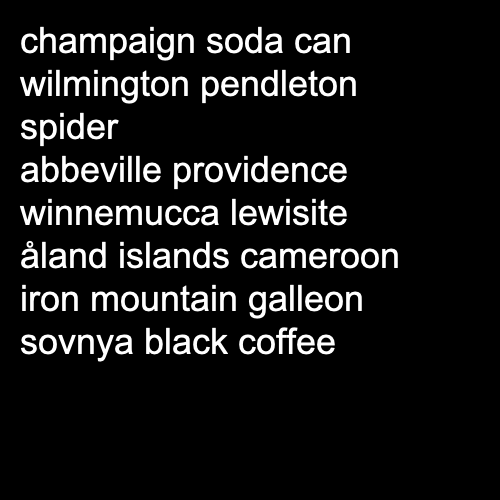 champaign soda can
wilmington pendleton
spider
abbeville providence
winnemucca lewisite
åland islands cameroon
iron mountain galleon
sovnya black coffee